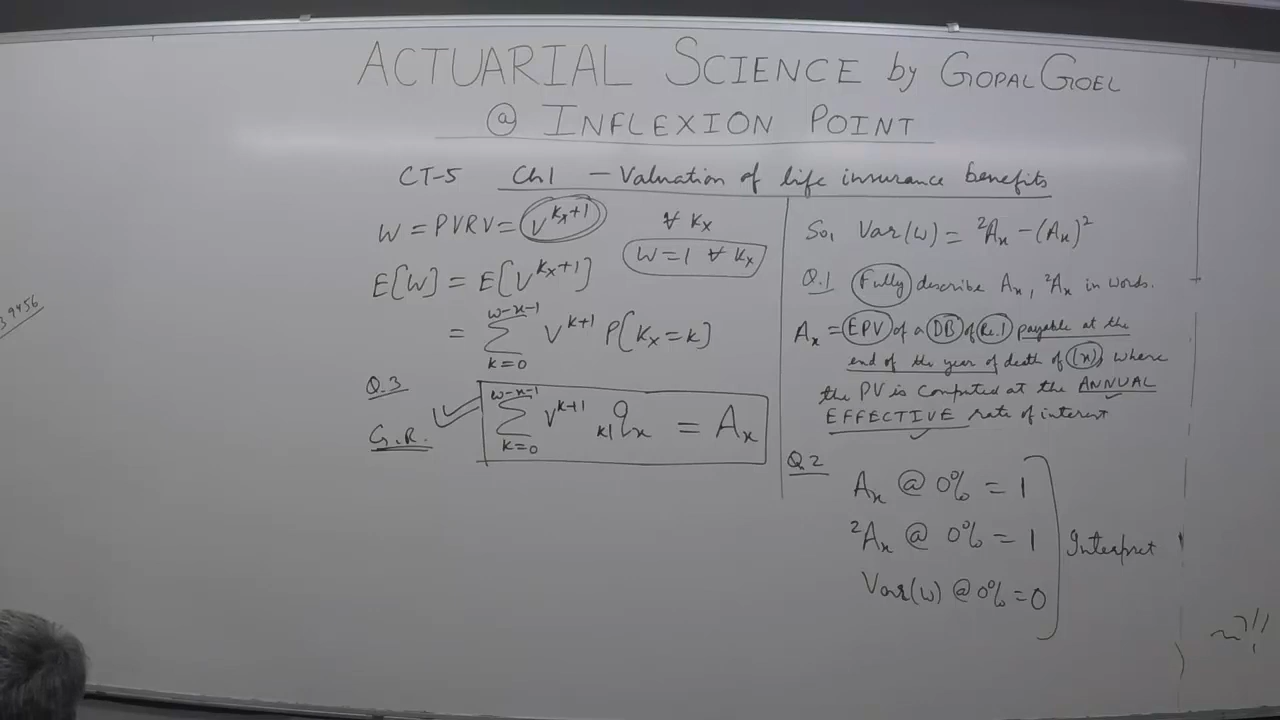 ACTUARIAL SCIENCE by GOPAL GOEL
@ INFLEXION POINT
CT-5 Ch1 – Valuation of life insurance benefits
W = PVRV = v^{Kx+1} ∀ Kx
W = 1 ∀ Kx
E[W] = E[v^{Kx+1}]
= Σ_{k=0}^{ω-x-1} v^{k+1} P[Kx = k]
Q.3
G.R.
Σ_{k=0}^{ω-x-1} v^{k+1} k|qx = Ax
So, Var(W) = ²Ax – (Ax)²
Q.1 Fully describe Ax, ²Ax in words.
Ax = EPV of a DB of Re.1 payable at the
end of the year of death of (x), where
the PV is computed at the ANNUAL
EFFECTIVE rate of interest
Q.2
Ax @ 0% = 1
²Ax @ 0% = 1
Var(W) @ 0% = 0
Interpret
39456